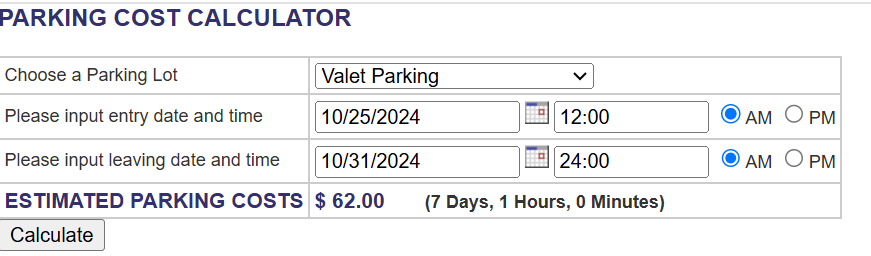 PARKING COST CALCULATOR
Choose a Parking Lot Valet Parking
Please input entry date and time 10/25/2024 12:00 AM PM
Please input leaving date and time 10/31/2024 24:00 AM PM
ESTIMATED PARKING COSTS $ 62.00 (7 Days, 1 Hours, 0 Minutes)
Calculate